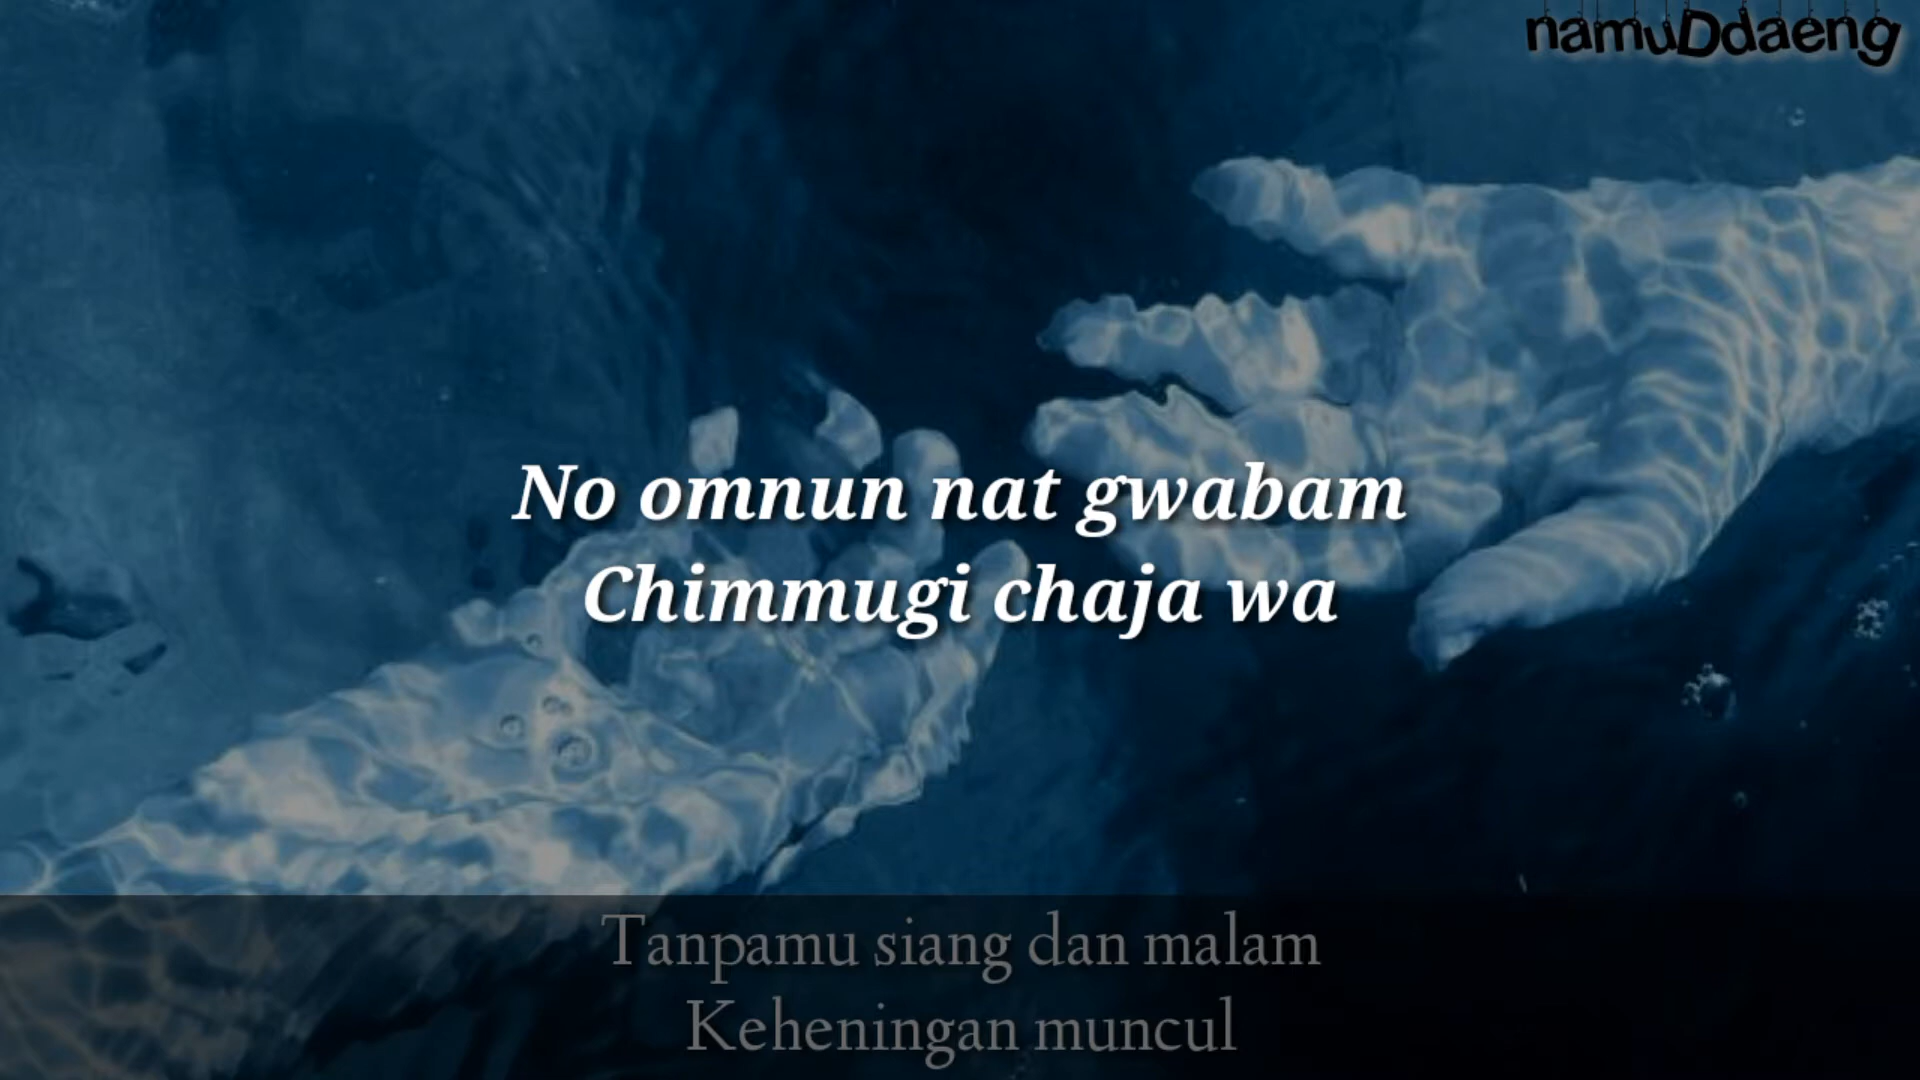 namuDdaeng
No omnun nat gwabam
Chimmugi chaja wa
Tanpamu siang dan malam
Keheningan muncul